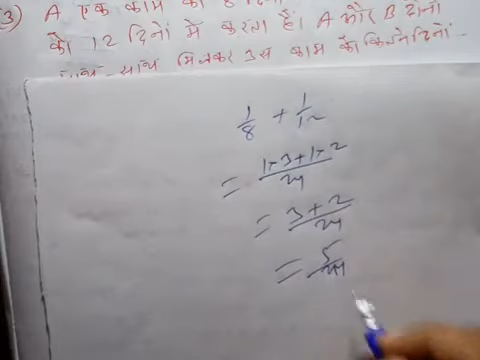 3) A एक काम को 8 दिनों
को 12 दिनों में करता है। A और B दोनों
साथ-साथ मिलकर उस काम को कितने दिनों
1/8 + 1/12
= 1×3+1×2/24
= 3+2/24
= 5/24